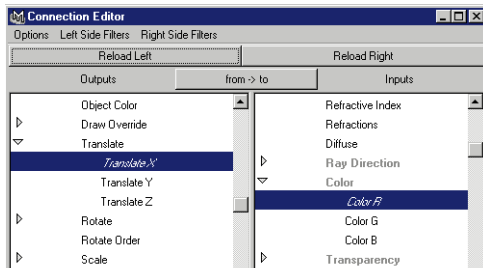 Connection Editor
Options Left Side Filters Right Side Filters
Reload Left Reload Right
Outputs from -> to Inputs
Object Color
Draw Override
Translate
Translate X
Translate Y
Translate Z
Rotate
Rotate Order
Scale
Refractive Index
Refractions
Diffuse
Ray Direction
Color
Color R
Color G
Color B
Transparency